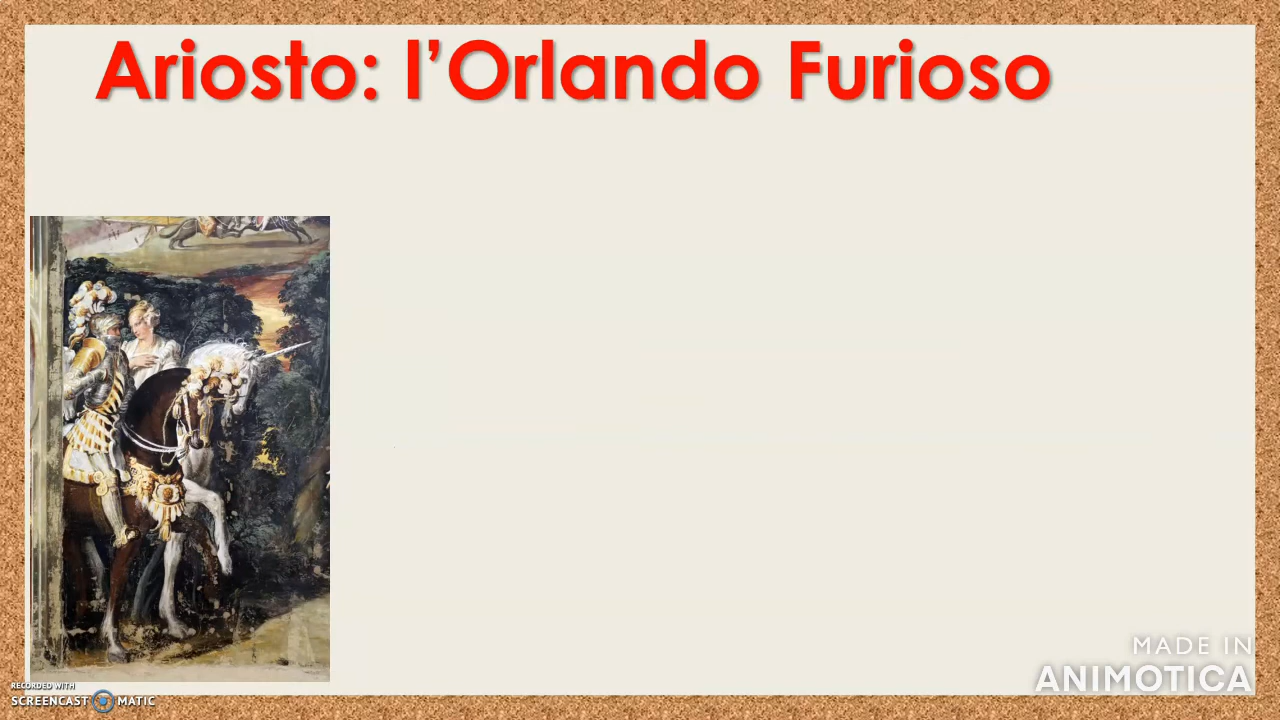 Ariosto: l’Orlando Furioso
MADE IN
ANIMOTICA
RECORDED WITH
SCREENCAST MATIC